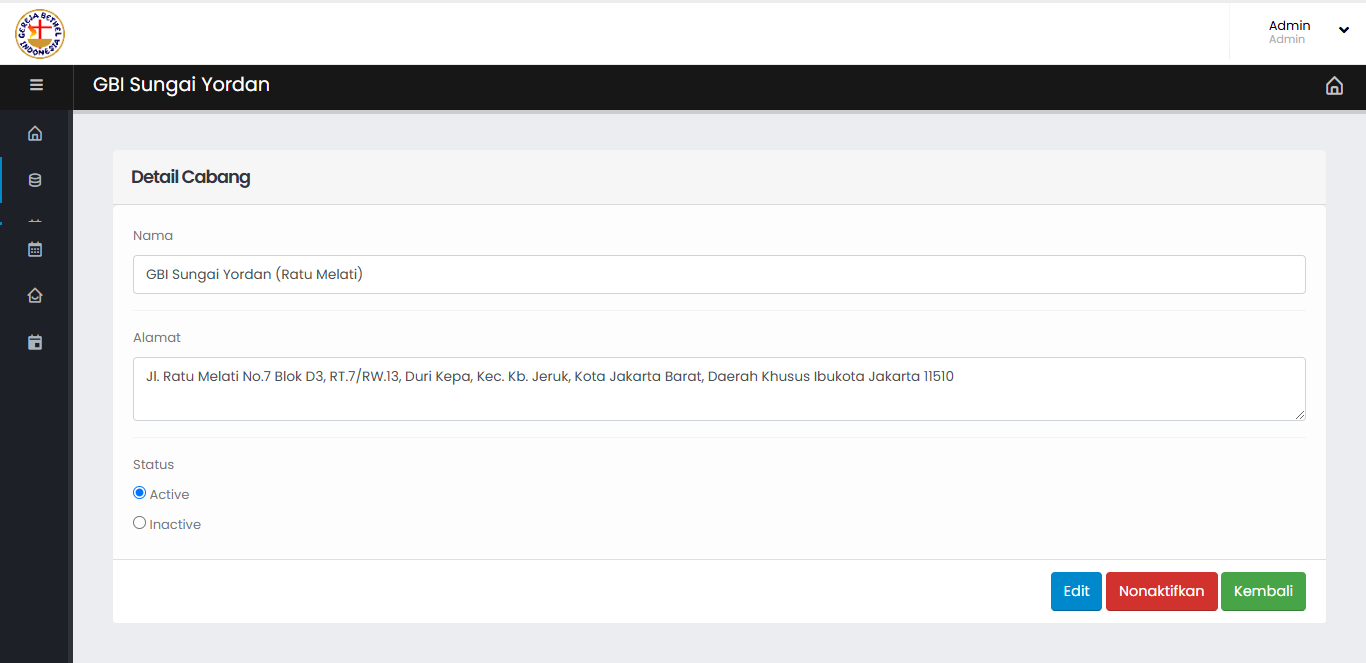 GEREJA BETHEL
INDONESIA
Admin
Admin
GBI Sungai Yordan
Detail Cabang
Nama
GBI Sungai Yordan (Ratu Melati)
Alamat
Jl. Ratu Melati No.7 Blok D3, RT.7/RW.13, Duri Kepa, Kec. Kb. Jeruk, Kota Jakarta Barat, Daerah Khusus Ibukota Jakarta 11510
Status
Active
Inactive
Edit Nonaktifkan Kembali